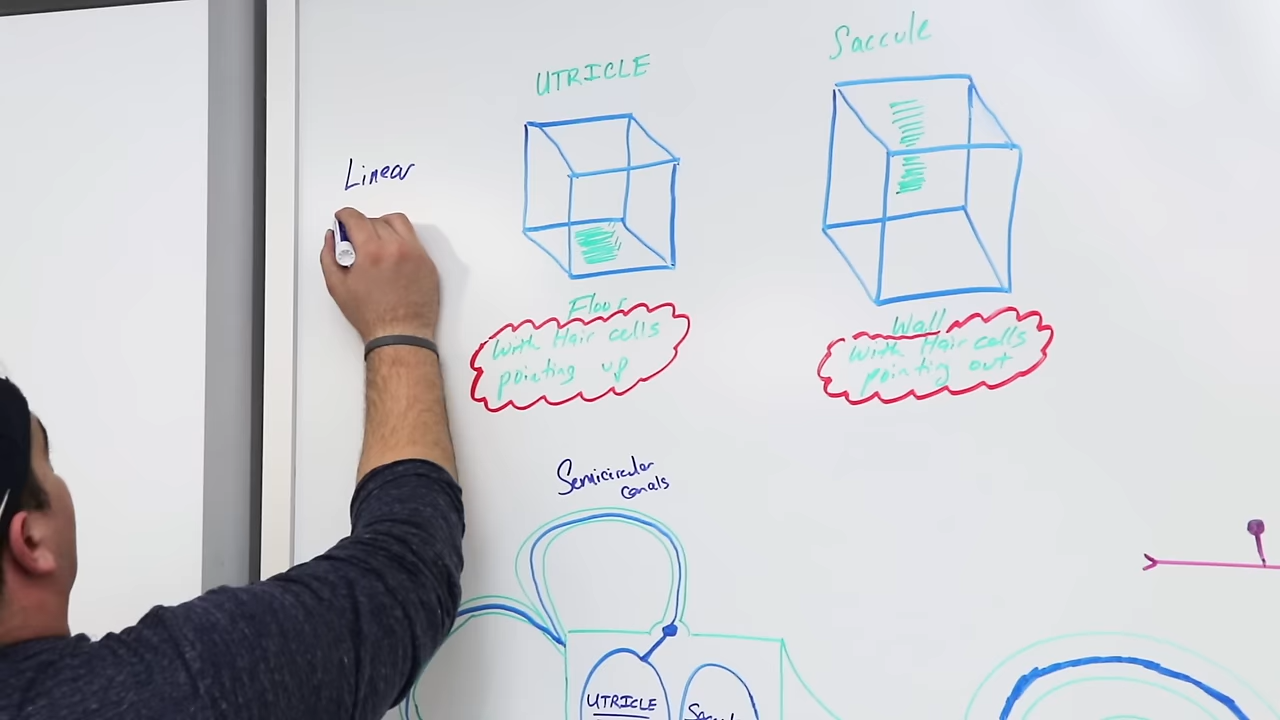 UTRICLE
Saccule
Linear
Floor
With Hair cells
pointing up
Wall
With Hair cells
pointing out
Semicircular
canals
UTRICLE